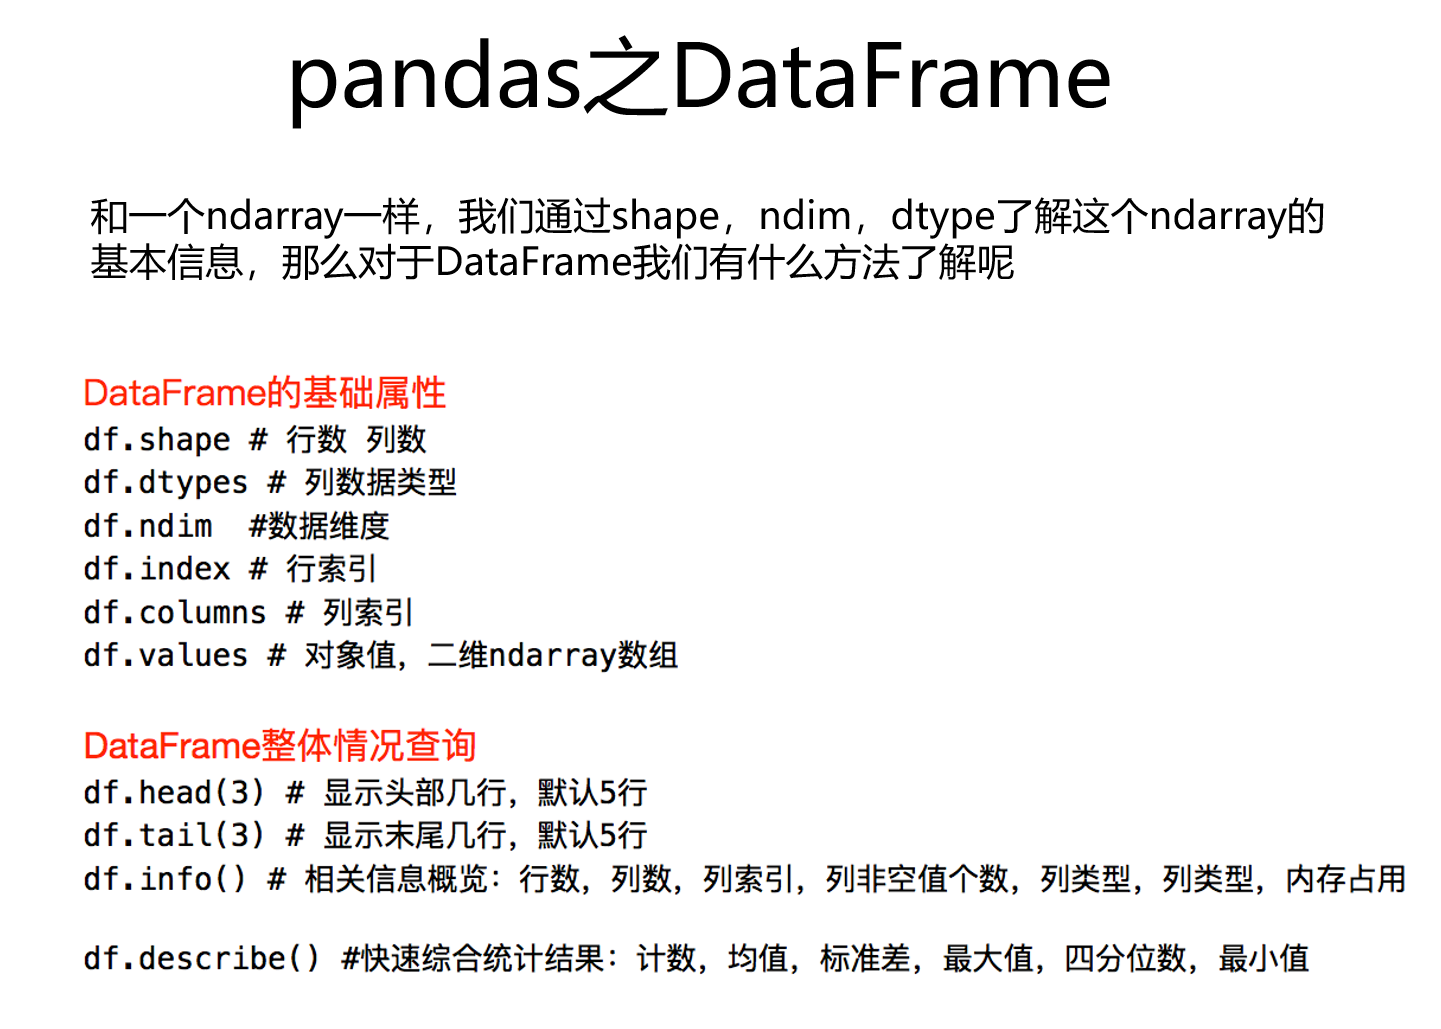 pandas之DataFrame
和一个ndarray一样，我们通过shape，ndim，dtype了解这个ndarray的
基本信息，那么对于DataFrame我们有什么方法了解呢
DataFrame的基础属性
df.shape # 行数 列数
df.dtypes # 列数据类型
df.ndim  #数据维度
df.index # 行索引
df.columns # 列索引
df.values # 对象值，二维ndarray数组
DataFrame整体情况查询
df.head(3) # 显示头部几行，默认5行
df.tail(3) # 显示末尾几行，默认5行
df.info() # 相关信息概览：行数，列数，列索引，列非空值个数，列类型，列类型，内存占用
df.describe() #快速综合统计结果：计数，均值，标准差，最大值，四分位数，最小值